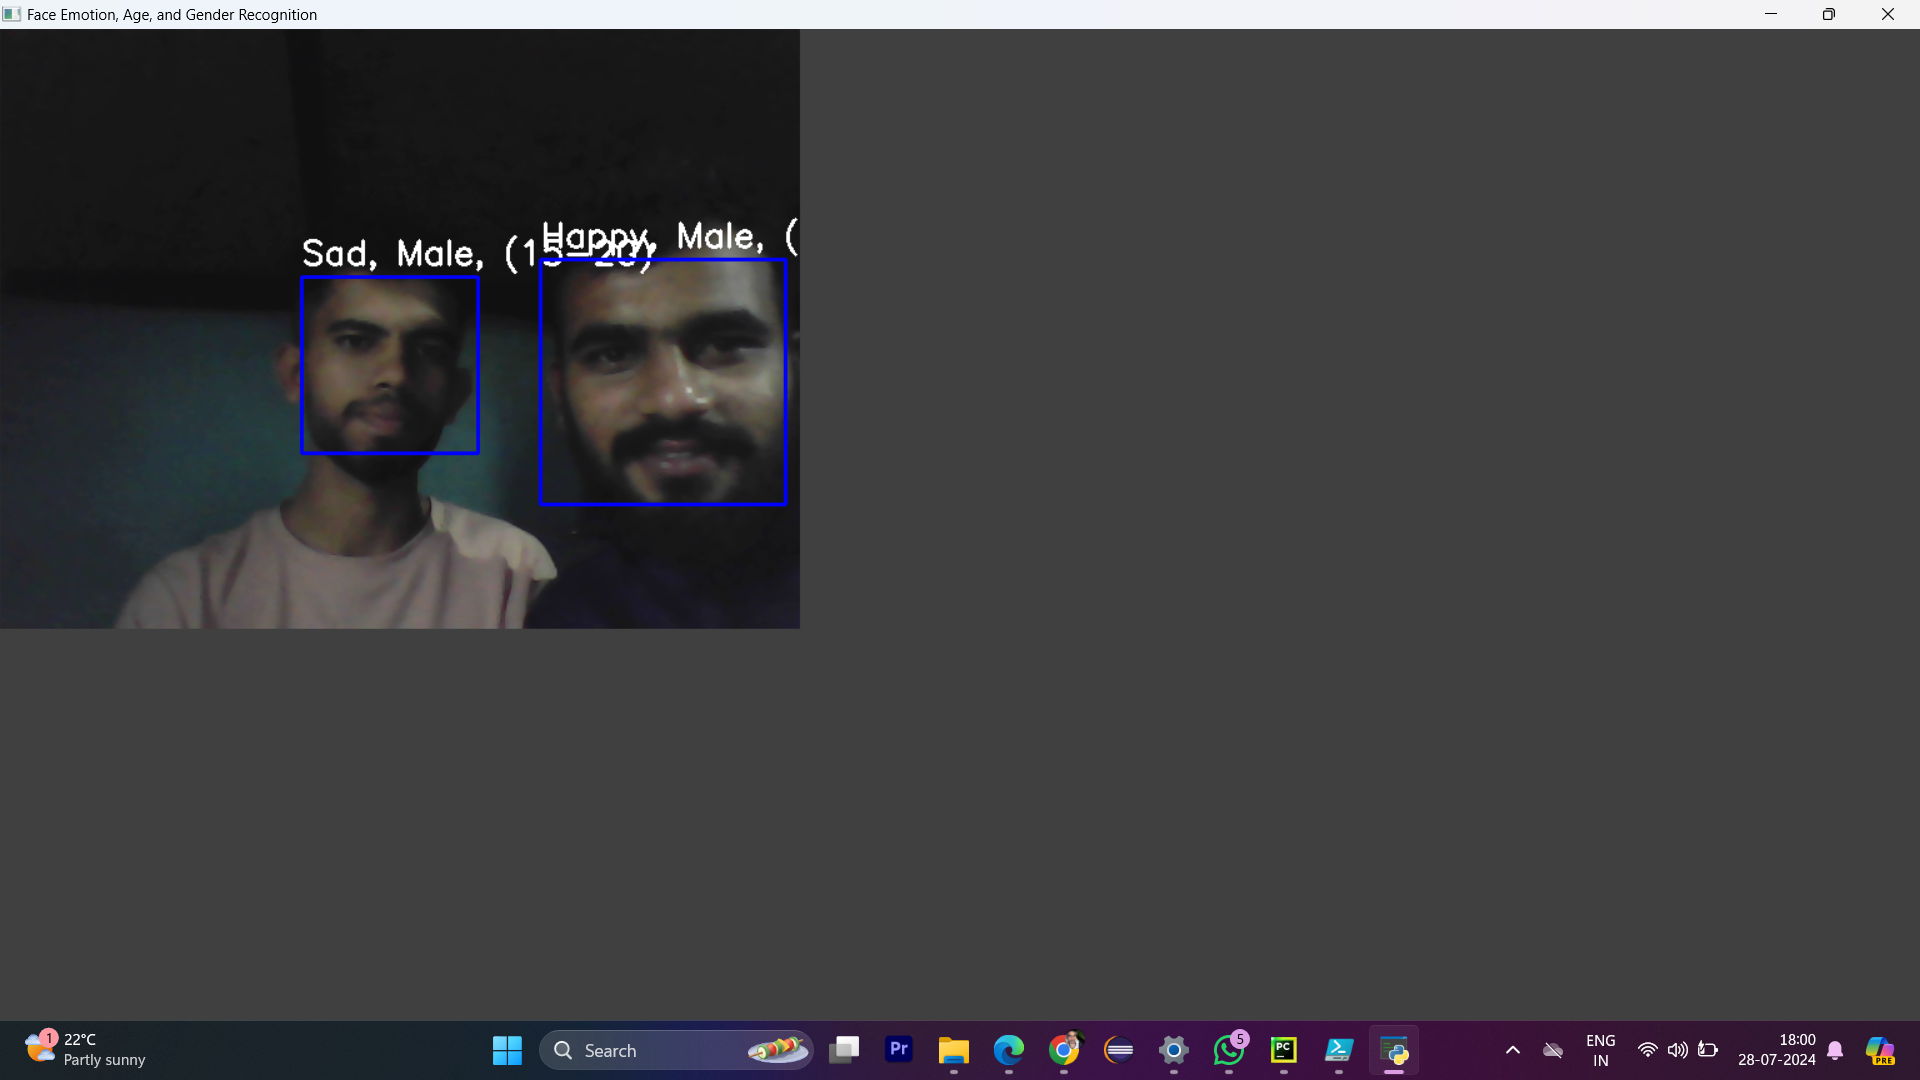 Face Emotion, Age, and Gender Recognition
Happy, Male, (
Sad, Male, (15-20)
1
22°C
Partly sunny
Search
Pr
5
PC
ENG
IN
18:00
28-07-2024
PRE